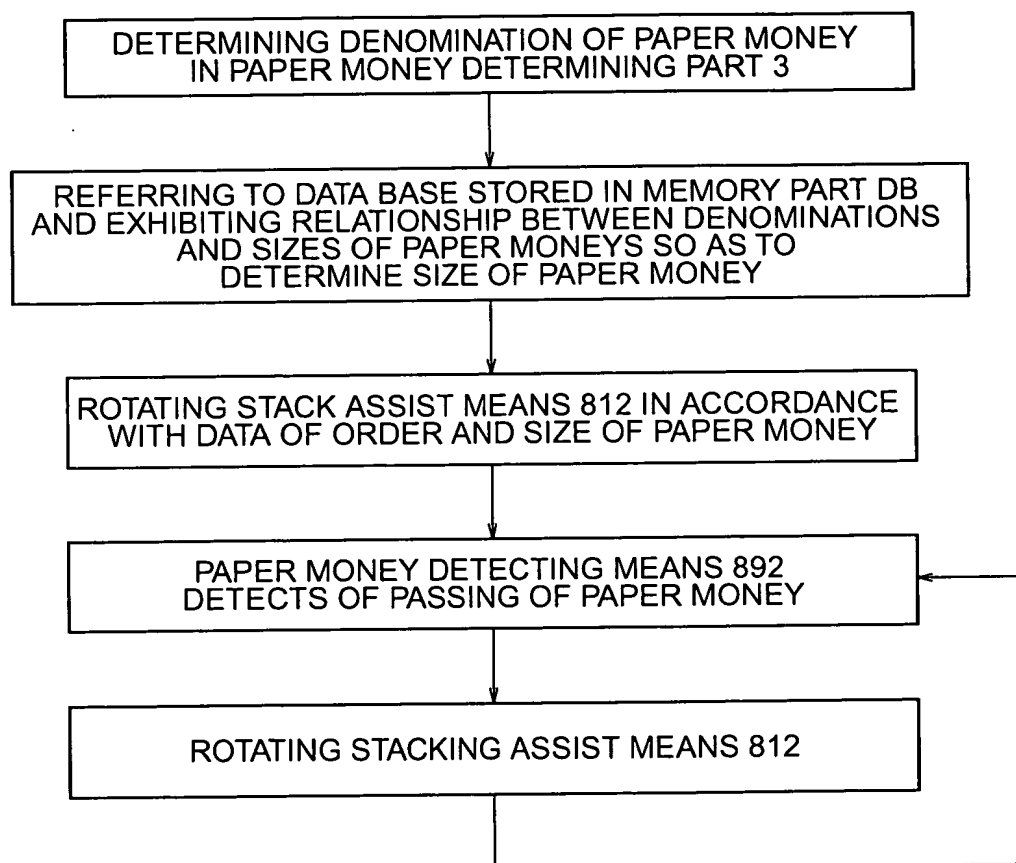 DETERMINING DENOMINATION OF PAPER MONEY
IN PAPER MONEY DETERMINING PART 3
REFERRING TO DATA BASE STORED IN MEMORY PART DB
AND EXHIBITING RELATIONSHIP BETWEEN DENOMINATIONS
AND SIZES OF PAPER MONEYS SO AS TO
DETERMINE SIZE OF PAPER MONEY
ROTATING STACK ASSIST MEANS 812 IN ACCORDANCE
WITH DATA OF ORDER AND SIZE OF PAPER MONEY
PAPER MONEY DETECTING MEANS 892
DETECTS OF PASSING OF PAPER MONEY
ROTATING STACKING ASSIST MEANS 812